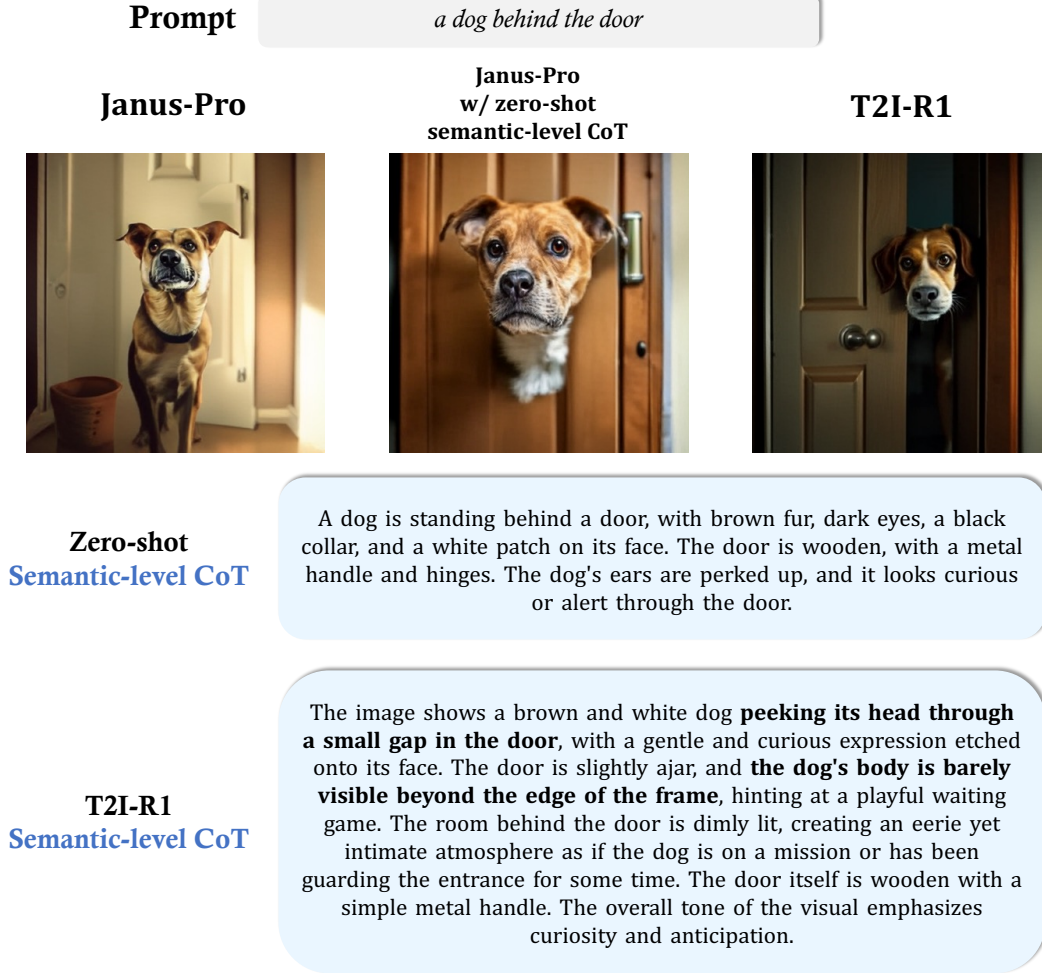 Prompt
a dog behind the door
Janus-Pro
Janus-Pro
w/ zero-shot
semantic-level CoT
T2I-R1
Zero-shot
Semantic-level CoT
A dog is standing behind a door, with brown fur, dark eyes, a black
collar, and a white patch on its face. The door is wooden, with a metal
handle and hinges. The dog's ears are perked up, and it looks curious
or alert through the door.
T2I-R1
Semantic-level CoT
The image shows a brown and white dog peeking its head through
a small gap in the door, with a gentle and curious expression etched
onto its face. The door is slightly ajar, and the dog's body is barely
visible beyond the edge of the frame, hinting at a playful waiting
game. The room behind the door is dimly lit, creating an eerie yet
intimate atmosphere as if the dog is on a mission or has been
guarding the entrance for some time. The door itself is wooden with a
simple metal handle. The overall tone of the visual emphasizes
curiosity and anticipation.